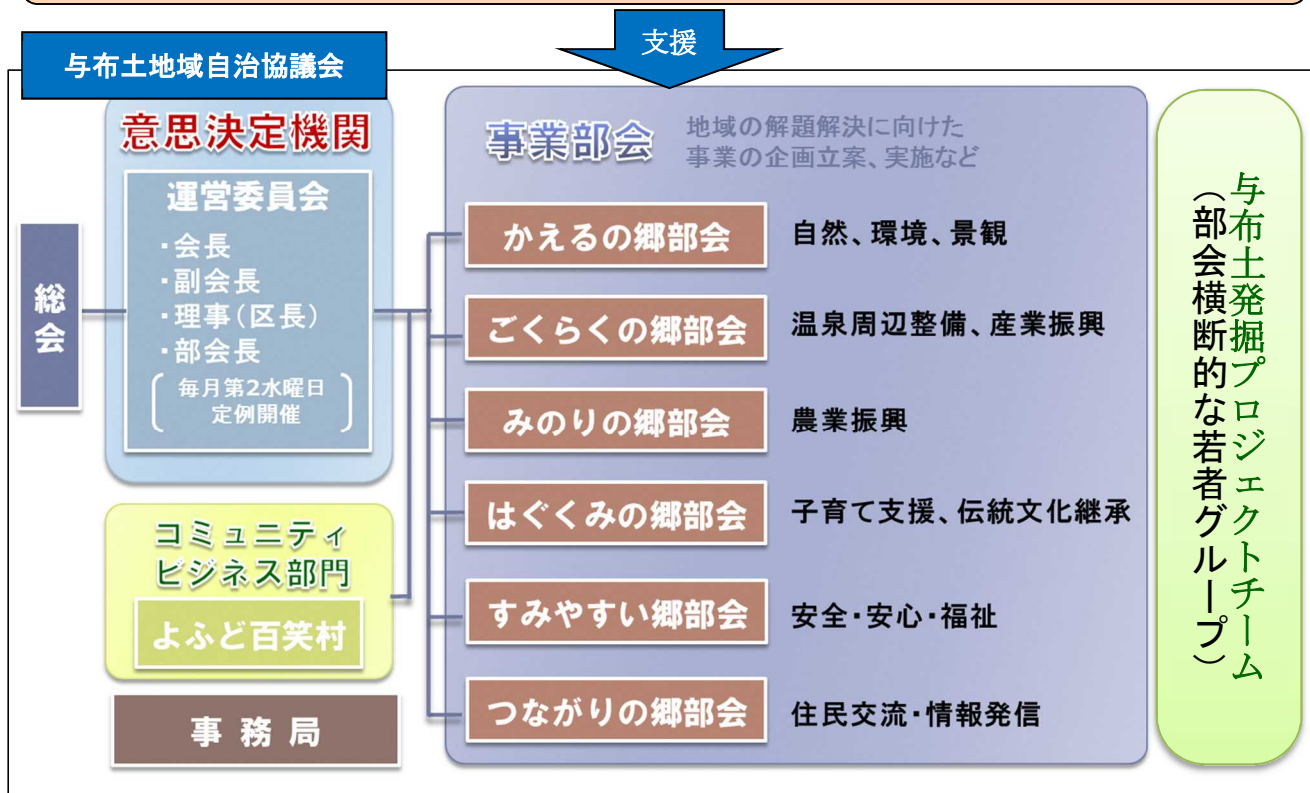 支援
与布土地域自治協議会
意思決定機関
運営委員会
・会長
・副会長
・理事(区長)
・部会長
毎月第2水曜日
定例開催
総会
コミュニティ
ビジネス部門
よふど百笑村
事務局
事業部会
地域の解題解決に向けた
事業の企画立案、実施など
かえるの郷部会 自然、環境、景観
ごくらくの郷部会 温泉周辺整備、産業振興
みのりの郷部会 農業振興
はぐくみの郷部会 子育て支援、伝統文化継承
すみやすい郷部会 安全・安心・福祉
つながりの郷部会 住民交流・情報発信
与布土発掘プロジェクトチーム
(部会横断的な若者グループ)